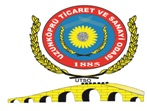 UZUNKÖPRÜ TİCARET VE SANAYİ ODASI
1885
UTSO